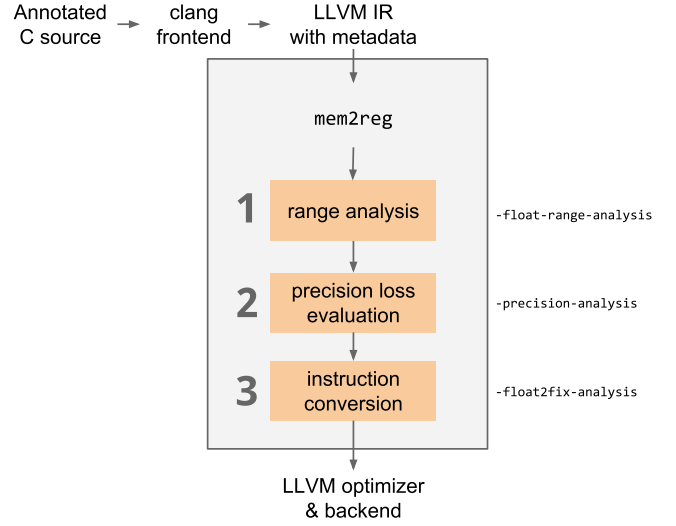 Annotated
C source
clang
frontend
LLVM IR
with metadata
mem2reg
1
range analysis
-float-range-analysis
2
precision loss
evaluation
-precision-analysis
3
instruction
conversion
-float2fix-analysis
LLVM optimizer
& backend